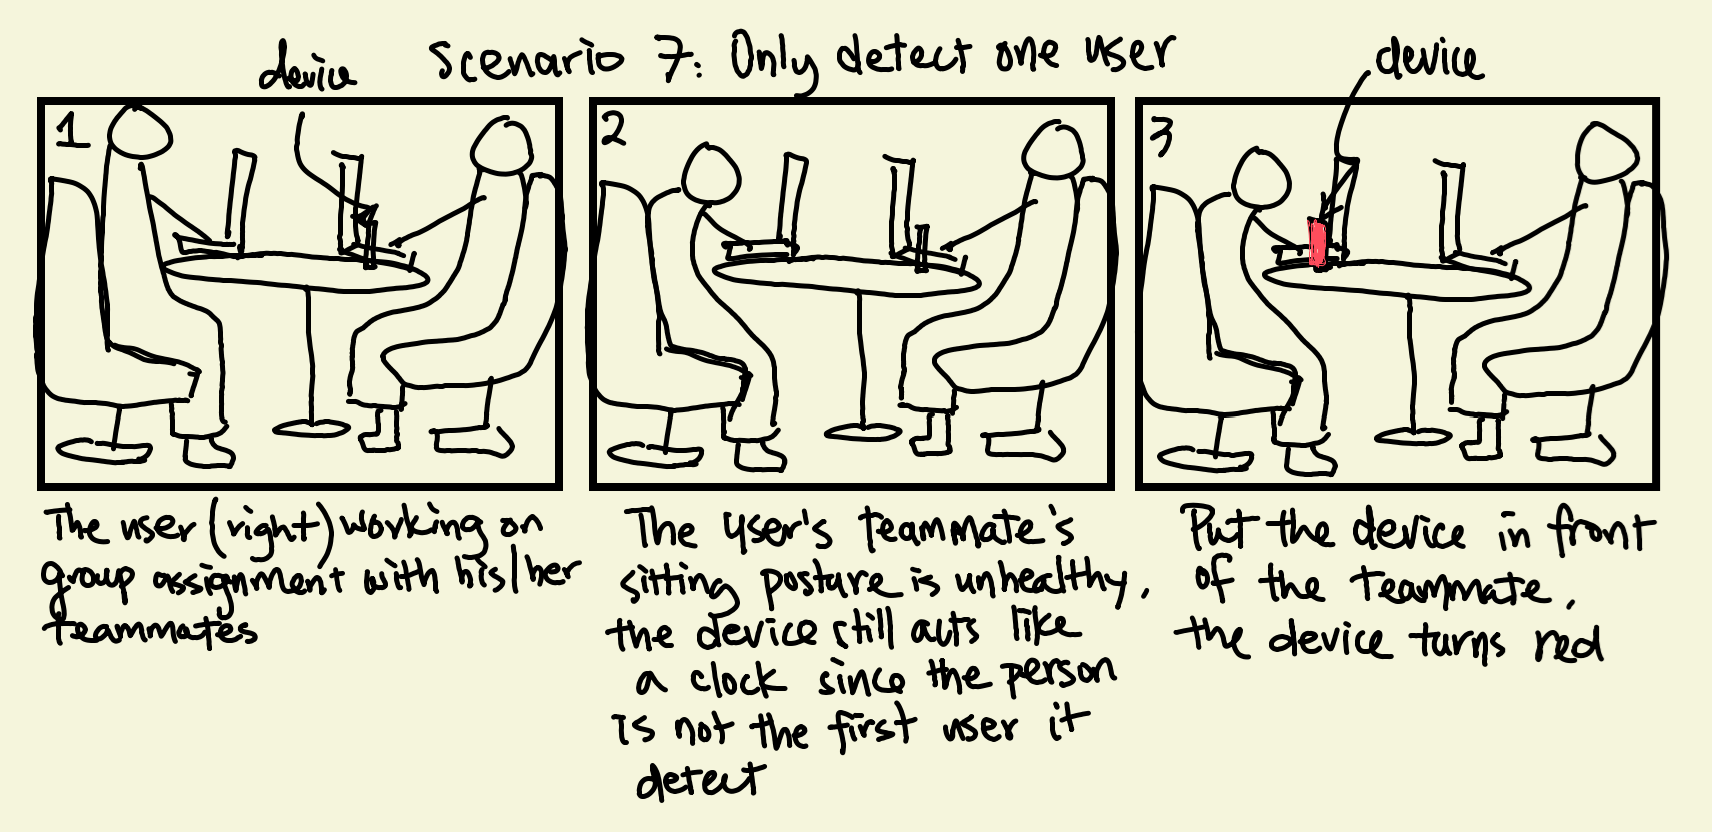 Scenario 7: Only detect one user
device
device
1
The user (right) working on
group assignment with his/her
teammates
2
The user's teammate's
sitting posture is unhealthy,
the device still acts like
a clock since the person
is not the first user it
detect
3
Put the device in front
of the teammate,
the device turns red